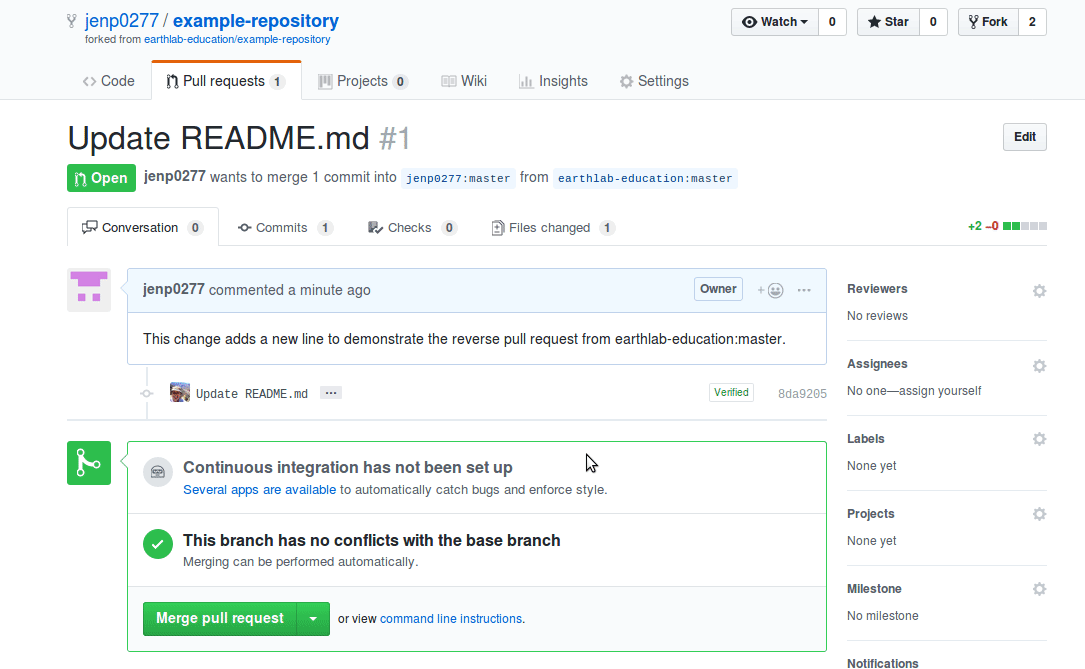 jenp0277 / example-repository
forked from earthlab-education/example-repository
Watch 0 Star 0 Fork 2
Code Pull requests 1 Projects 0 Wiki Insights Settings
Update README.md #1
Edit
Open jenp0277 wants to merge 1 commit into jenp0277:master from earthlab-education:master
Conversation 0 Commits 1 Checks 0 Files changed 1
+2 −0
jenp0277 commented a minute ago
Owner
This change adds a new line to demonstrate the reverse pull request from earthlab-education:master.
Update README.md ...
Verified 8da9205
Continuous integration has not been set up
Several apps are available to automatically catch bugs and enforce style.
This branch has no conflicts with the base branch
Merging can be performed automatically.
Merge pull request or view command line instructions.
Reviewers
No reviews
Assignees
No one—assign yourself
Labels
None yet
Projects
None yet
Milestone
No milestone
Notifications